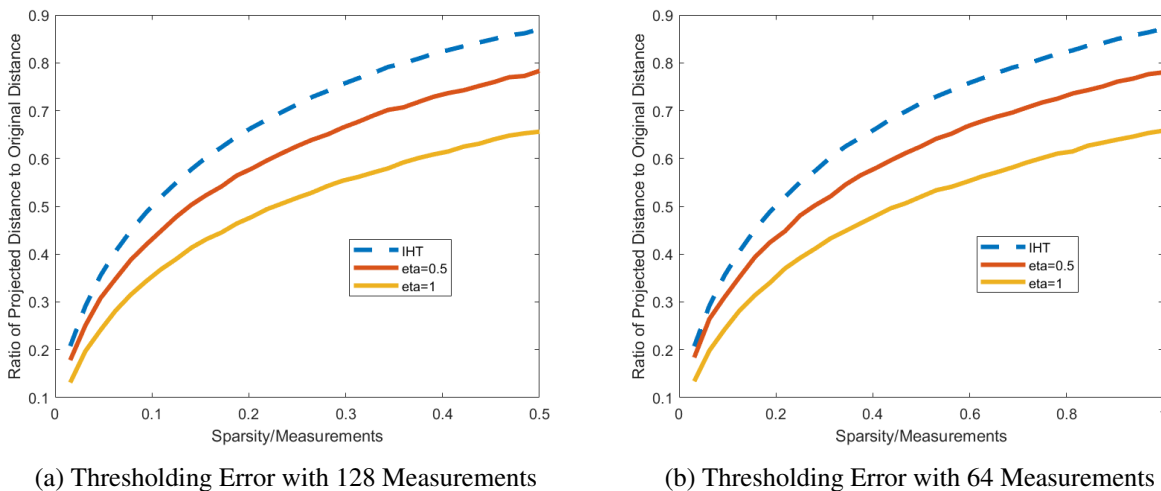 0.9
0.8
0.7
0.6
0.5
0.4
0.3
0.2
0.1
Ratio of Projected Distance to Original Distance
IHT
eta=0.5
eta=1
0 0.1 0.2 0.3 0.4 0.5
Sparsity/Measurements
(a) Thresholding Error with 128 Measurements
0.9
0.8
0.7
0.6
0.5
0.4
0.3
0.2
0.1
Ratio of Projected Distance to Original Distance
IHT
eta=0.5
eta=1
0 0.2 0.4 0.6 0.8
Sparsity/Measurements
(b) Thresholding Error with 64 Measurements